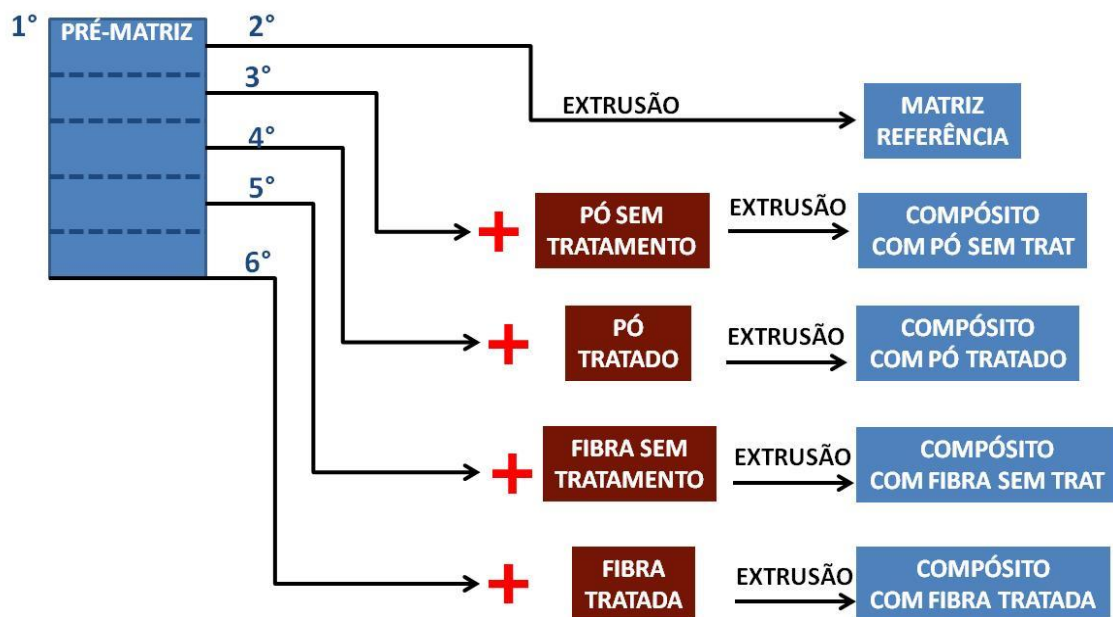 1°
PRÉ-MATRIZ
2°
EXTRUSÃO
MATRIZ
REFERÊNCIA
3°
PÓ SEM
TRATAMENTO
EXTRUSÃO
COMPÓSITO
COM PÓ SEM TRAT
4°
PÓ
TRATADO
EXTRUSÃO
COMPÓSITO
COM PÓ TRATADO
5°
FIBRA SEM
TRATAMENTO
EXTRUSÃO
COMPÓSITO
COM FIBRA SEM TRAT
6°
FIBRA
TRATADA
EXTRUSÃO
COMPÓSITO
COM FIBRA TRATADA